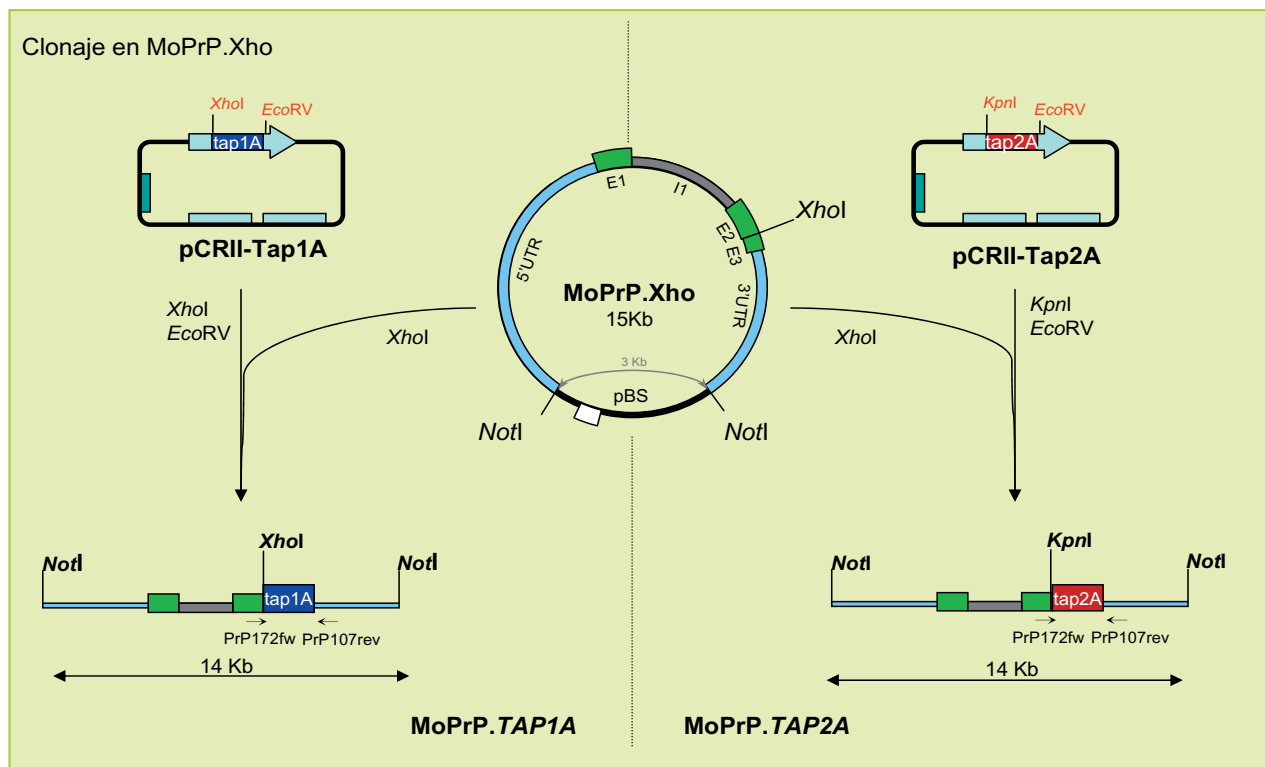 Clonaje en MoPrP.Xho
XhoI
EcoRV
tap1A
pCRII-Tap1A
XhoI
EcoRV
XhoI
E1
I1
E2 E3
XhoI
5'UTR
3'UTR
MoPrP.Xho
15Kb
3 Kb
pBS
NotI
NotI
KpnI
EcoRV
tap2A
pCRII-Tap2A
KpnI
EcoRV
XhoI
NotI
XhoI
NotI
tap1A
PrP172fw
PrP107rev
14 Kb
MoPrP.TAP1A
NotI
KpnI
NotI
tap2A
PrP172fw
PrP107rev
14 Kb
MoPrP.TAP2A